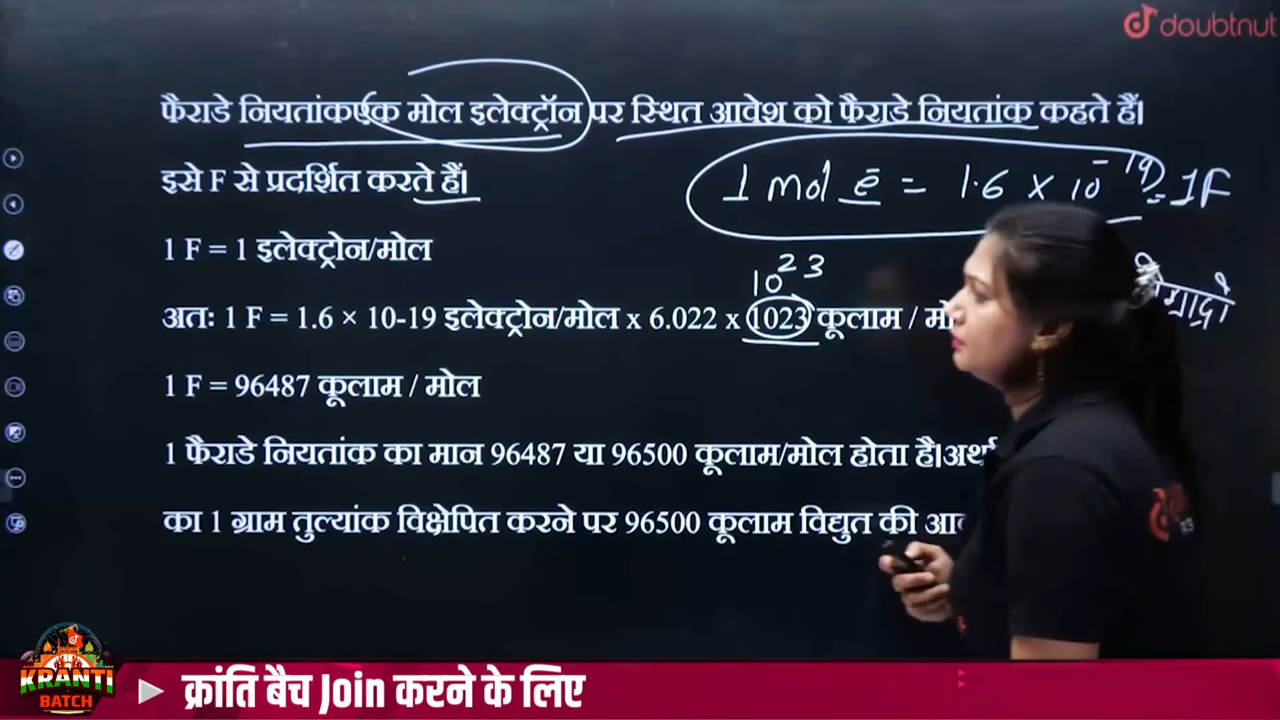 doubtnut
फैराडे नियतांकएक मोल इलेक्ट्रॉन पर स्थित आवेश को फैराडे नियतांक कहते हैं।
इसे F से प्रदर्शित करते हैं।
1 mol e̅ = 1.6 × 10⁻¹⁹ = 1F
1 F = 1 इलेक्ट्रोन/मोल
10²³
अतः 1 F = 1.6 × 10-19 इलेक्ट्रोन/मोल x 6.022 x 1023 कूलाम /
1 F = 96487 कूलाम / मोल
1 फैराडे नियतांक का मान 96487 या 96500 कूलाम/मोल होता है।
का 1 ग्राम तुल्यांक विक्षेपित करने पर 96500 कूलाम विद्युत की
KRANTI
BATCH
क्रांति बैच Join करने के लिए